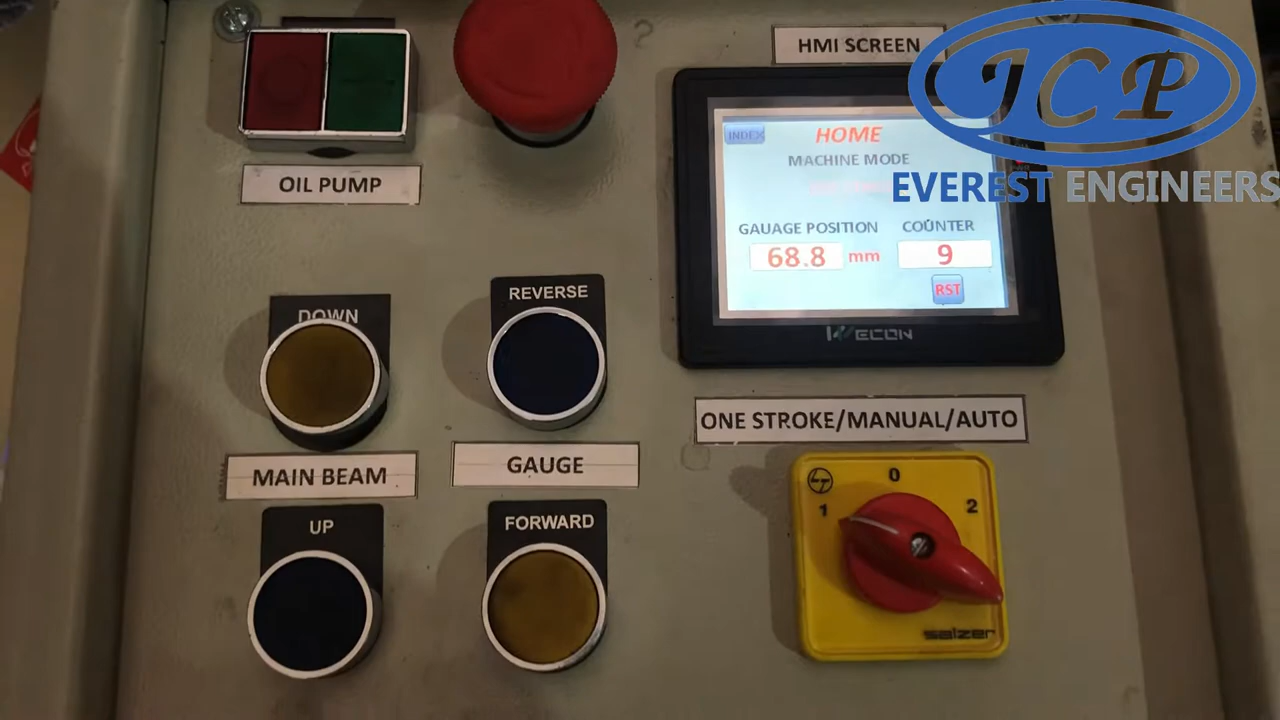 OIL PUMP
HMI SCREEN
JCP
EVEREST ENGINEERS
INDEX
HOME
MACHINE MODE
GAUAGE POSITION
COUNTER
68.8 mm
9
RST
WECON
DOWN
REVERSE
MAIN BEAM
GAUGE
UP
FORWARD
ONE STROKE/MANUAL/AUTO
0
1
2
salzer